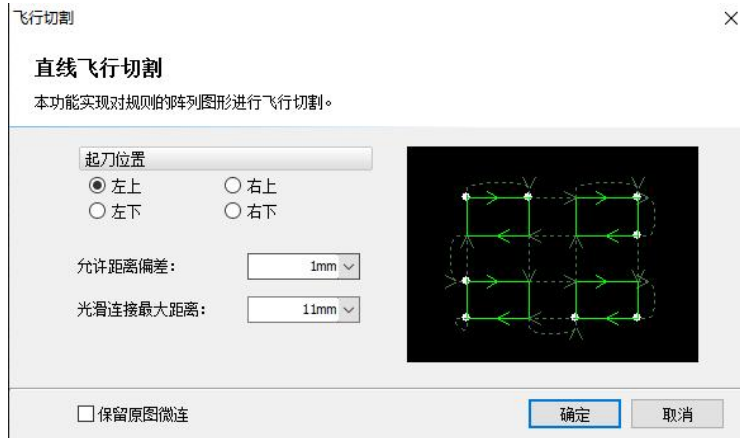 飞行切割
直线飞行切割
本功能实现对规则的阵列图形进行飞行切割。
起刀位置
左上 右上
左下 右下
允许距离偏差： 1mm
光滑连接最大距离： 11mm
保留原图微连 确定 取消